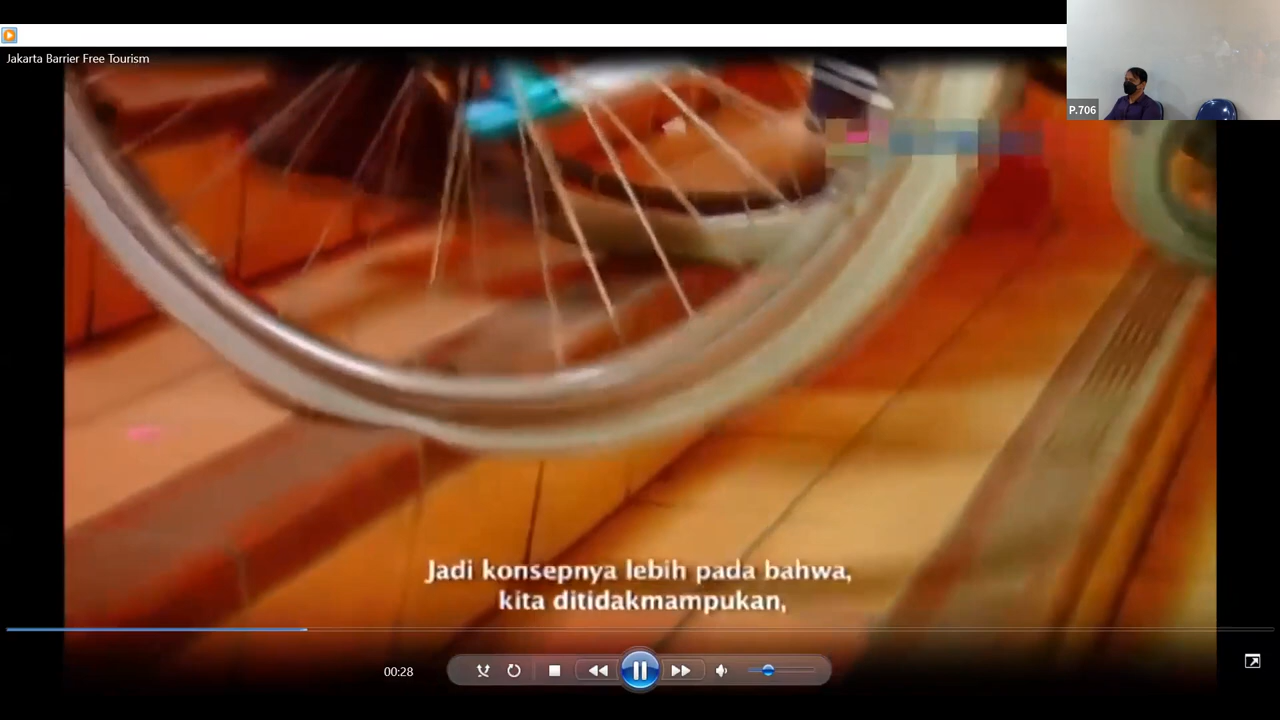 Jakarta Barrier Free Tourism
P.706
Jadi konsepnya lebih pada bahwa,
kita ditidakmampukan,
00:28